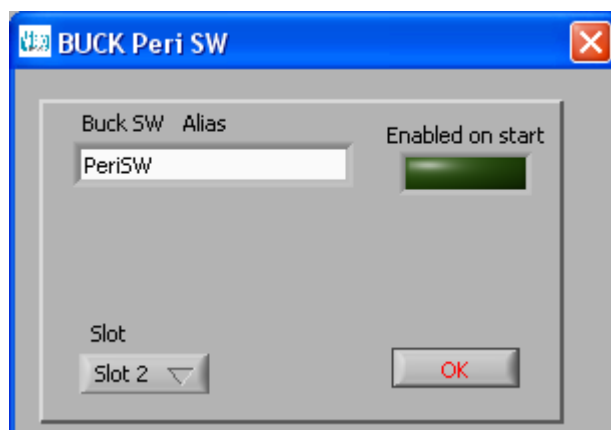 BUCK Peri SW
Buck SW Alias
Enabled on start
PeriSW
Slot
Slot 2
OK